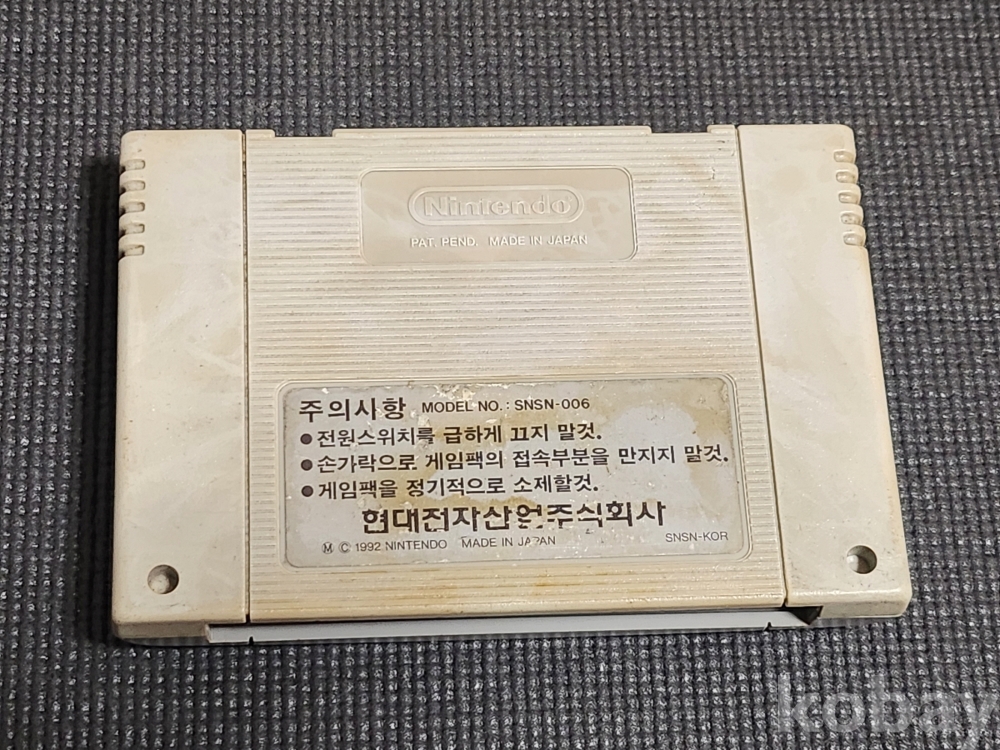 Nintendo
PAT. PEND. MADE IN JAPAN
주의사항 MODEL NO. : SNSN-006
● 전원스위치를 급하게 끄지 말것.
● 손가락으로 게임팩의 접속부분을 만지지 말것.
● 게임팩을 정기적으로 소제할것.
현대전자산업주식회사
Ⓜ © 1992 NINTENDO MADE IN JAPAN SNSN-KOR
kobay